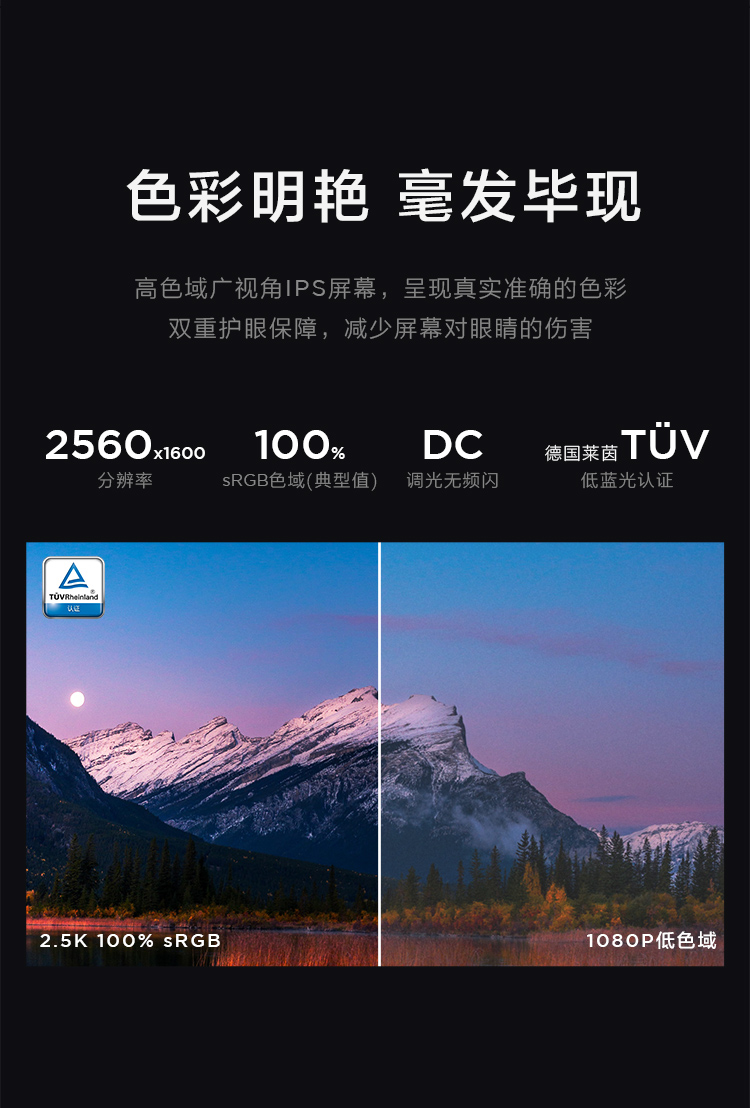 色彩明艳 毫发毕现
高色域广视角IPS屏幕，呈现真实准确的色彩
双重护眼保障，减少屏幕对眼睛的伤害
2560x1600
分辨率
100%
sRGB色域(典型值)
DC
调光无频闪
德国莱茵TÜV
低蓝光认证
TÜVRheinland®
认证
2.5K 100% sRGB
1080P低色域